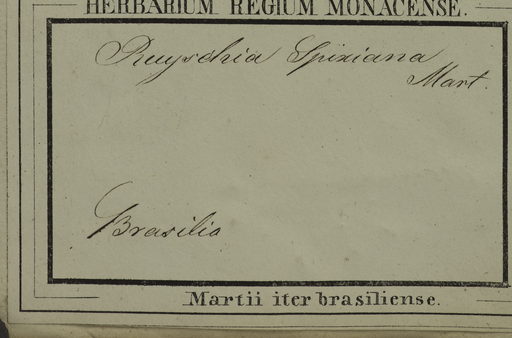 HERBARIUM REGIUM MONACENSE.
Ruyschia Spixiana
Mart.
Brasilia
Martii iter brasiliense.